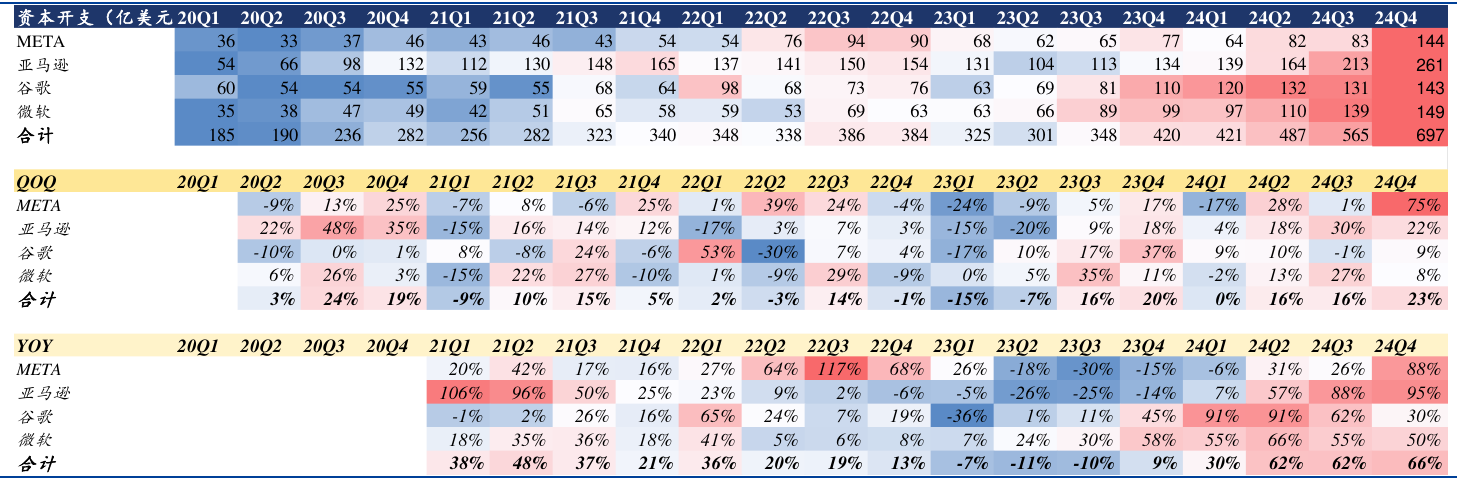 资本开支（亿美元 20Q1 20Q2 20Q3 20Q4 21Q1 21Q2 21Q3 21Q4 22Q1 22Q2 22Q3 22Q4 23Q1 23Q2 23Q3 23Q4 24Q1 24Q2 24Q3 24Q4
META 36 33 37 46 43 46 43 54 54 76 94 90 68 62 65 77 64 82 83 144
亚马逊 54 66 98 132 112 130 148 165 137 141 150 154 131 104 113 134 139 164 213 261
谷歌 60 54 54 55 59 55 68 64 98 68 73 76 63 69 81 110 120 132 131 143
微软 35 38 47 49 42 51 65 58 59 53 69 63 63 66 89 99 97 110 139 149
合计 185 190 236 282 256 282 323 340 348 338 386 384 325 301 348 420 421 487 565 697
QOQ 20Q1 20Q2 20Q3 20Q4 21Q1 21Q2 21Q3 21Q4 22Q1 22Q2 22Q3 22Q4 23Q1 23Q2 23Q3 23Q4 24Q1 24Q2 24Q3 24Q4
META -9% 13% 25% -7% 8% -6% 25% 1% 39% 24% -4% -24% -9% 5% 17% -17% 28% 1% 75%
亚马逊 22% 48% 35% -15% 16% 14% 12% -17% 3% 7% 3% -15% -20% 9% 18% 4% 18% 30% 22%
谷歌 -10% 0% 1% 8% -8% 24% -6% 53% -30% 7% 4% -17% 10% 17% 37% 9% 10% -1% 9%
微软 6% 26% 3% -15% 22% 27% -10% 1% -9% 29% -9% 0% 5% 35% 11% -2% 13% 27% 8%
合计 3% 24% 19% -9% 10% 15% 5% 2% -3% 14% -1% -15% -7% 16% 20% 0% 16% 16% 23%
YOY 20Q1 20Q2 20Q3 20Q4 21Q1 21Q2 21Q3 21Q4 22Q1 22Q2 22Q3 22Q4 23Q1 23Q2 23Q3 23Q4 24Q1 24Q2 24Q3 24Q4
META 20% 42% 17% 16% 27% 64% 117% 68% 26% -18% -30% -15% -6% 31% 26% 88%
亚马逊 106% 96% 50% 25% 23% 9% 2% -6% -5% -26% -25% -14% 7% 57% 88% 95%
谷歌 -1% 2% 26% 16% 65% 24% 7% 19% -36% 1% 11% 45% 91% 91% 62% 30%
微软 18% 35% 36% 18% 41% 5% 6% 8% 7% 24% 30% 58% 55% 66% 55% 50%
合计 38% 48% 37% 21% 36% 20% 19% 13% -7% -11% -10% 9% 30% 62% 62% 66%